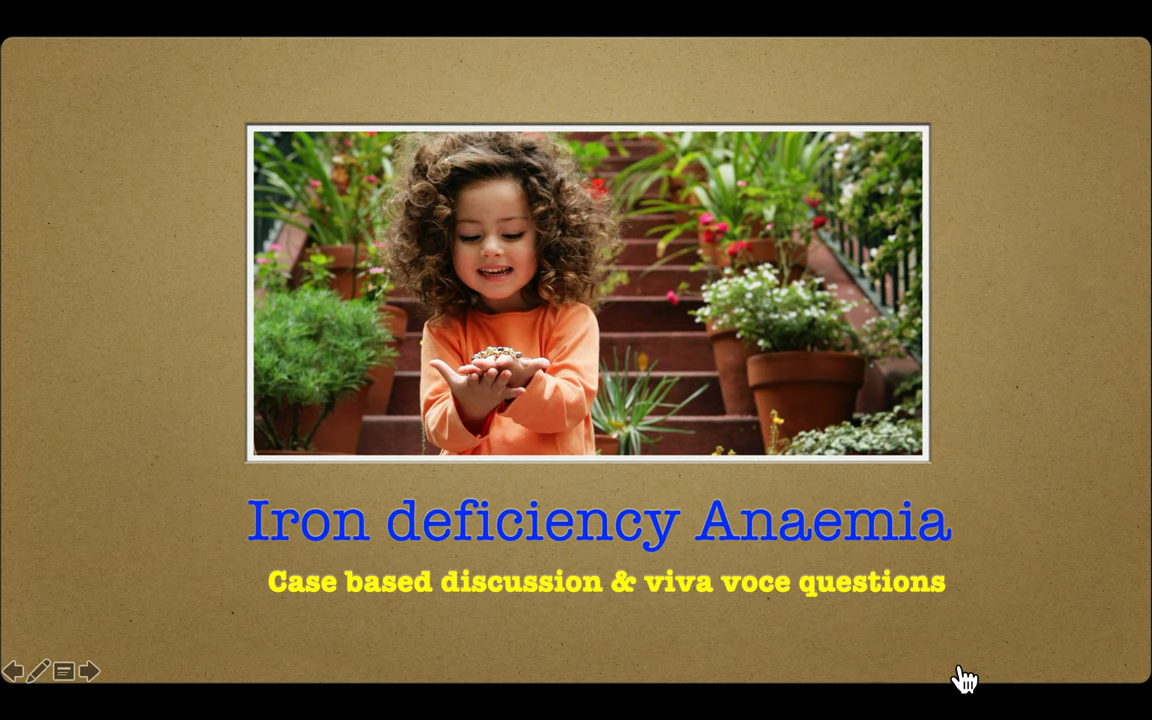 Iron deficiency Anaemia
Case based discussion & viva voce questions